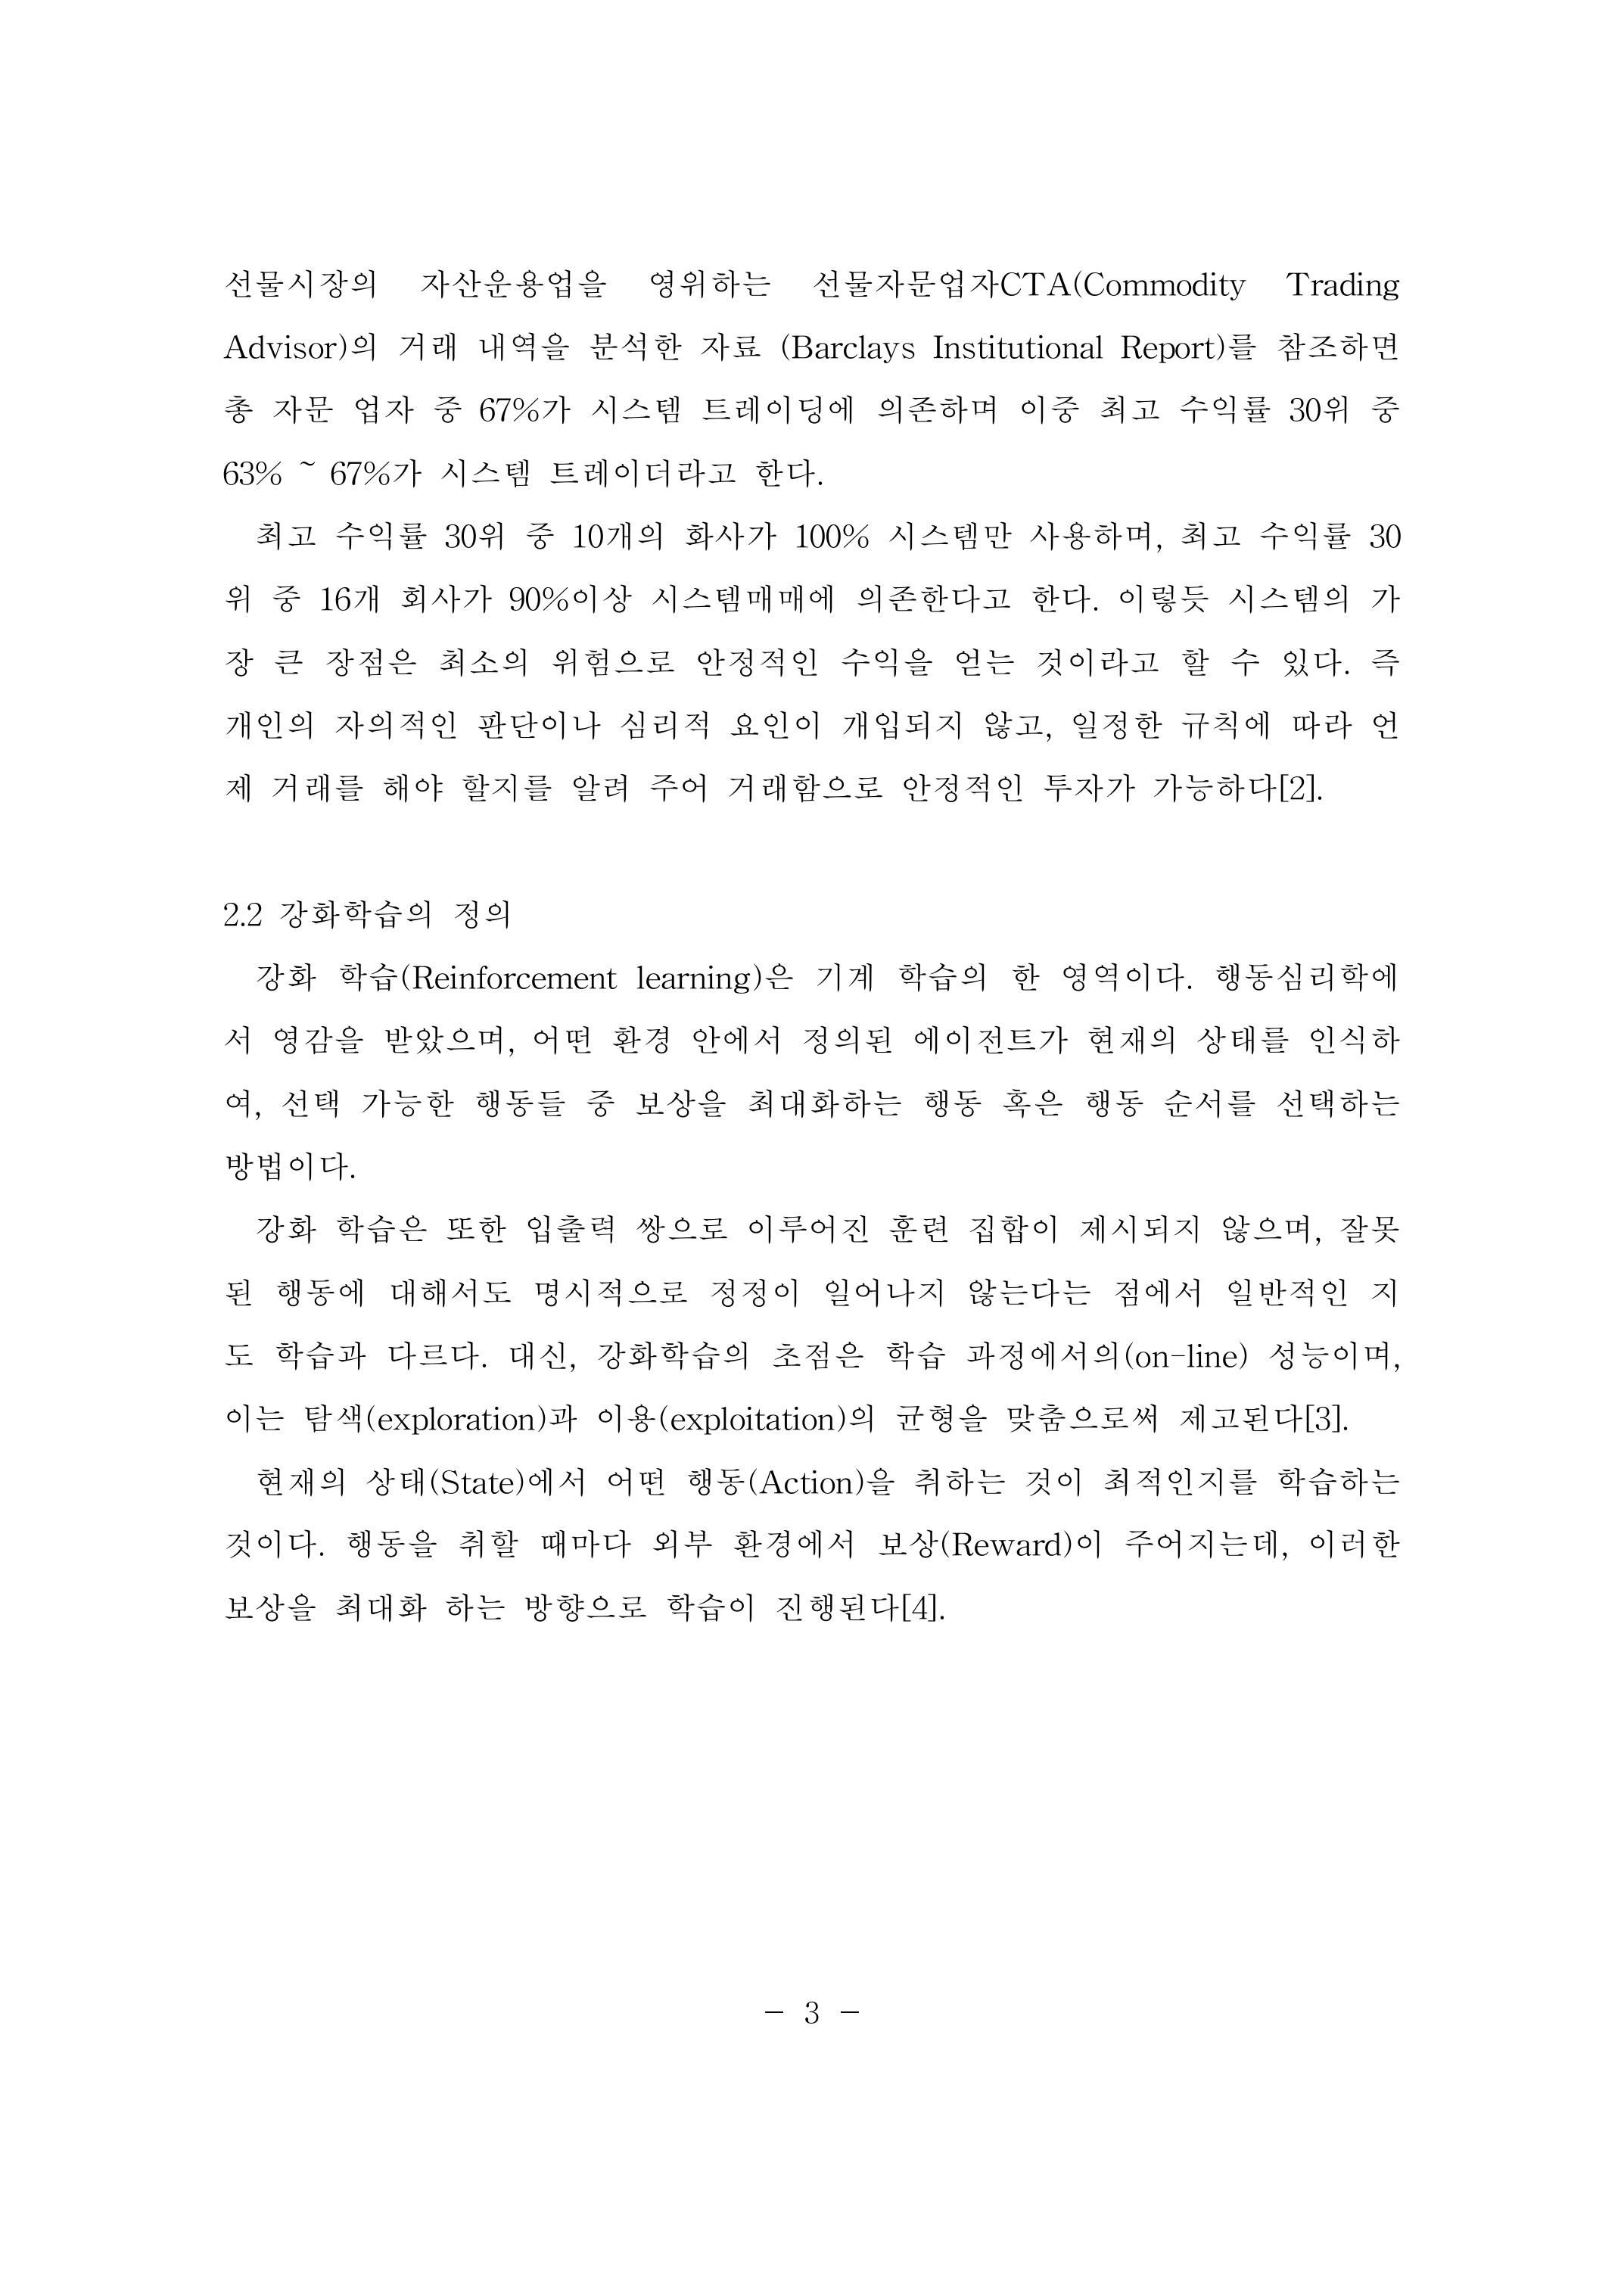 선물시장의 자산운용업을 영위하는 선물자문업자CTA(Commodity Trading
Advisor)의 거래 내역을 분석한 자료 (Barclays Institutional Report)를 참조하면
총 자문 업자 중 67%가 시스템 트레이딩에 의존하며 이중 최고 수익률 30위 중
63% ~ 67%가 시스템 트레이더라고 한다.
최고 수익률 30위 중 10개의 화사가 100% 시스템만 사용하며, 최고 수익률 30
위 중 16개 회사가 90%이상 시스템매매에 의존한다고 한다. 이렇듯 시스템의 가
장 큰 장점은 최소의 위험으로 안정적인 수익을 얻는 것이라고 할 수 있다. 즉
개인의 자의적인 판단이나 심리적 요인이 개입되지 않고, 일정한 규칙에 따라 언
제 거래를 해야 할지를 알려 주어 거래함으로 안정적인 투자가 가능하다[2].
2.2 강화학습의 정의
강화 학습(Reinforcement learning)은 기계 학습의 한 영역이다. 행동심리학에
서 영감을 받았으며, 어떤 환경 안에서 정의된 에이전트가 현재의 상태를 인식하
여, 선택 가능한 행동들 중 보상을 최대화하는 행동 혹은 행동 순서를 선택하는
방법이다.
강화 학습은 또한 입출력 쌍으로 이루어진 훈련 집합이 제시되지 않으며, 잘못
된 행동에 대해서도 명시적으로 정정이 일어나지 않는다는 점에서 일반적인 지
도 학습과 다르다. 대신, 강화학습의 초점은 학습 과정에서의(on-line) 성능이며,
이는 탐색(exploration)과 이용(exploitation)의 균형을 맞춤으로써 제고된다[3].
현재의 상태(State)에서 어떤 행동(Action)을 취하는 것이 최적인지를 학습하는
것이다. 행동을 취할 때마다 외부 환경에서 보상(Reward)이 주어지는데, 이러한
보상을 최대화 하는 방향으로 학습이 진행된다[4].
- 3 -